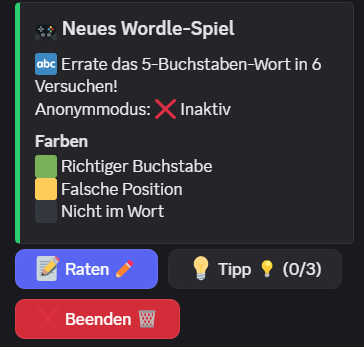 Neues Wordle-Spiel
abc Errate das 5-Buchstaben-Wort in 6
Versuchen!
Anonymmodus: ❌ Inaktiv
Farben
🟩 Richtiger Buchstabe
🟨 Falsche Position
⬛ Nicht im Wort
Raten
Tipp 💡 (0/3)
Beenden